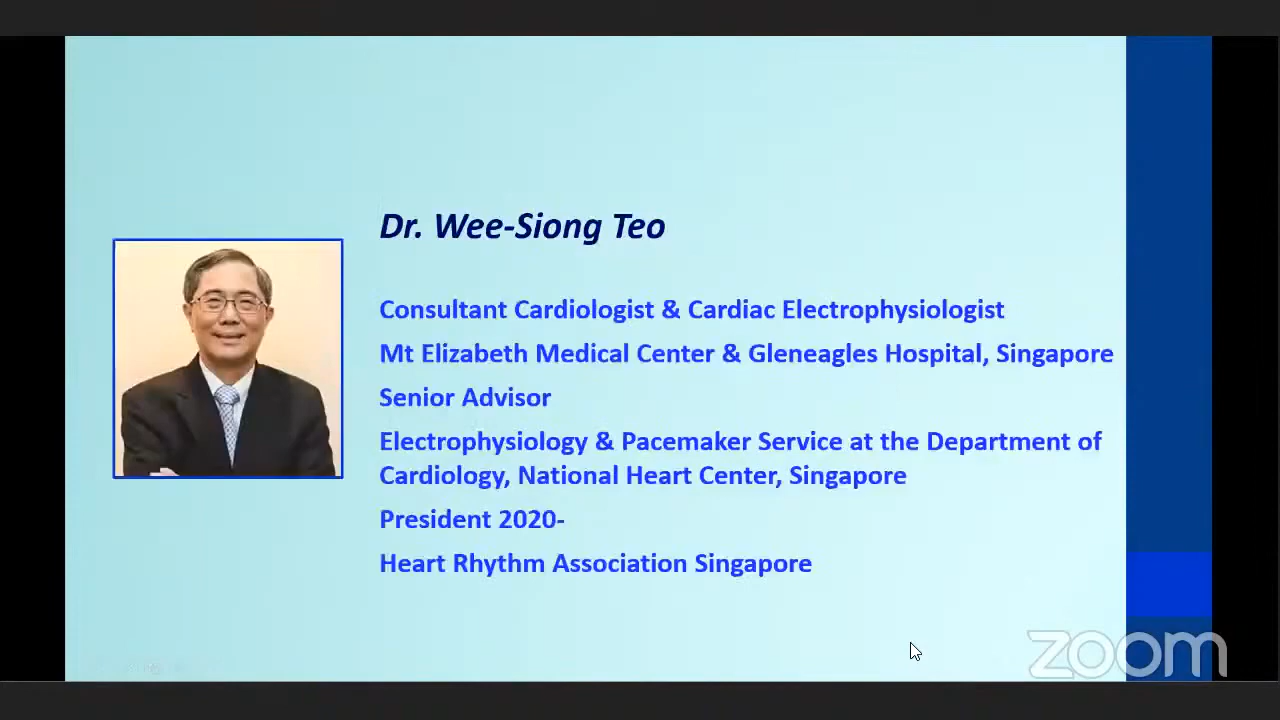 Dr. Wee-Siong Teo
Consultant Cardiologist & Cardiac Electrophysiologist
Mt Elizabeth Medical Center & Gleneagles Hospital, Singapore
Senior Advisor
Electrophysiology & Pacemaker Service at the Department of
Cardiology, National Heart Center, Singapore
President 2020-
Heart Rhythm Association Singapore
zoom